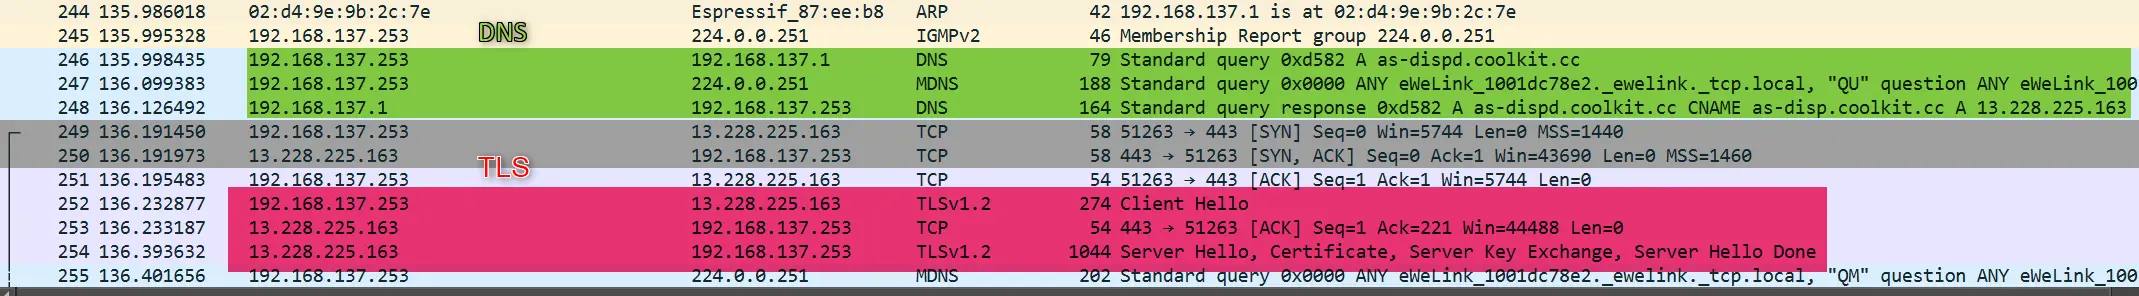 244 135.986018 02:d4:9e:9b:2c:7e Espressif_87:ee:b8 ARP 42 192.168.137.1 is at 02:d4:9e:9b:2c:7e
DNS
245 135.995328 192.168.137.253 224.0.0.251 IGMPv2 46 Membership Report group 224.0.0.251
246 135.998435 192.168.137.253 192.168.137.1 DNS 79 Standard query 0xd582 A as-dispd.coolkit.cc
247 136.099383 192.168.137.253 224.0.0.251 MDNS 188 Standard query 0x0000 ANY eWeLink_1001dc78e2._ewelink._tcp.local, "QU" question ANY eWeLink_100
248 136.126492 192.168.137.1 192.168.137.253 DNS 164 Standard query response 0xd582 A as-dispd.coolkit.cc CNAME as-disp.coolkit.cc A 13.228.225.163
249 136.191450 192.168.137.253 13.228.225.163 TCP 58 51263 → 443 [SYN] Seq=0 Win=5744 Len=0 MSS=1440
250 136.191973 13.228.225.163 192.168.137.253 TCP 58 443 → 51263 [SYN, ACK] Seq=0 Ack=1 Win=43690 Len=0 MSS=1460
TLS
251 136.195483 192.168.137.253 13.228.225.163 TCP 54 51263 → 443 [ACK] Seq=1 Ack=1 Win=5744 Len=0
252 136.232877 192.168.137.253 13.228.225.163 TLSv1.2 274 Client Hello
253 136.233187 13.228.225.163 192.168.137.253 TCP 54 443 → 51263 [ACK] Seq=1 Ack=221 Win=44488 Len=0
254 136.393632 13.228.225.163 192.168.137.253 TLSv1.2 1044 Server Hello, Certificate, Server Key Exchange, Server Hello Done
255 136.401656 192.168.137.253 224.0.0.251 MDNS 202 Standard query 0x0000 ANY eWeLink_1001dc78e2._ewelink._tcp.local, "QM" question ANY eWeLink_100